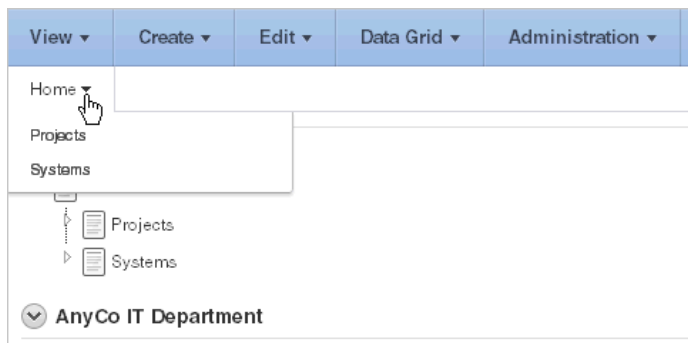 View Create Edit Data Grid Administration
Home
Projects
Systems
Projects
Systems
AnyCo IT Department